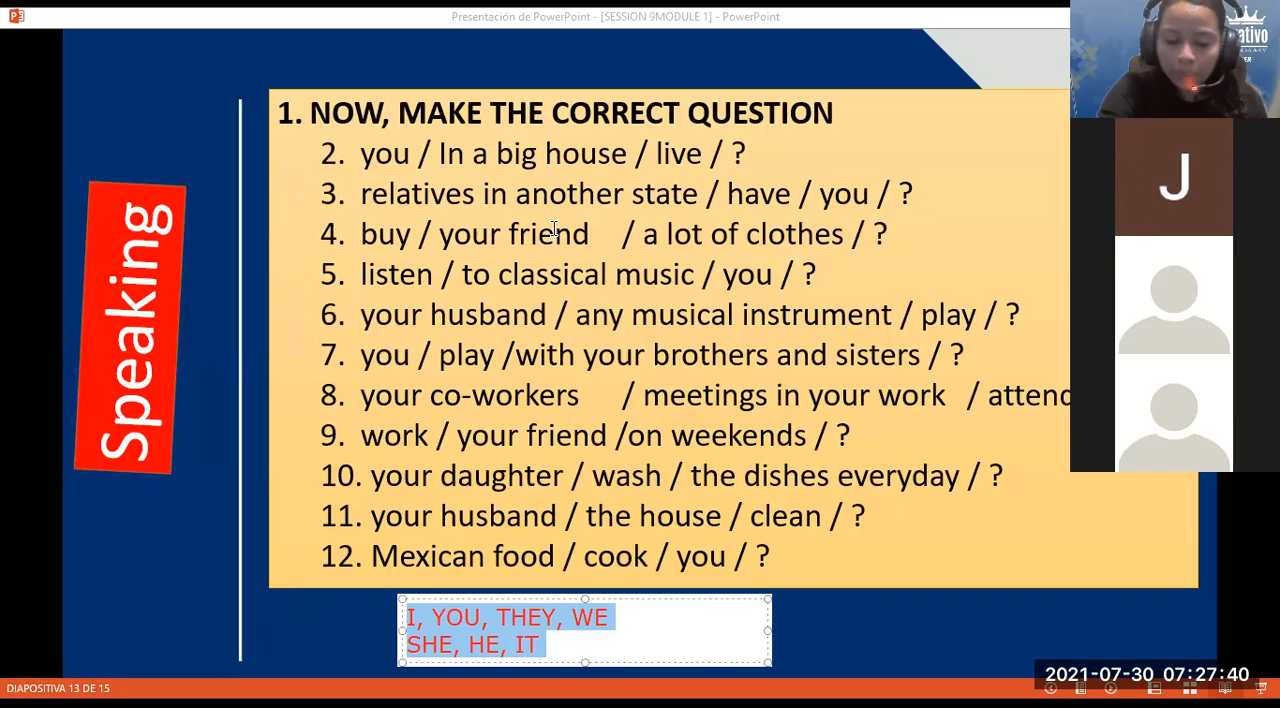 Presentación de PowerPoint - [SESSION 9MODULE 1] - PowerPoint
ativo
Speaking
1. NOW, MAKE THE CORRECT QUESTION
2. you / In a big house / live / ?
3. relatives in another state / have / you / ?
4. buy / your friend / a lot of clothes / ?
5. listen / to classical music / you / ?
6. your husband / any musical instrument / play / ?
7. you / play /with your brothers and sisters / ?
8. your co-workers / meetings in your work / attend
9. work / your friend /on weekends / ?
10. your daughter / wash / the dishes everyday / ?
11. your husband / the house / clean / ?
12. Mexican food / cook / you / ?
J
I, YOU, THEY, WE
SHE, HE, IT
2021-07-30 07:27:40
DIAPOSITIVA 13 DE 15